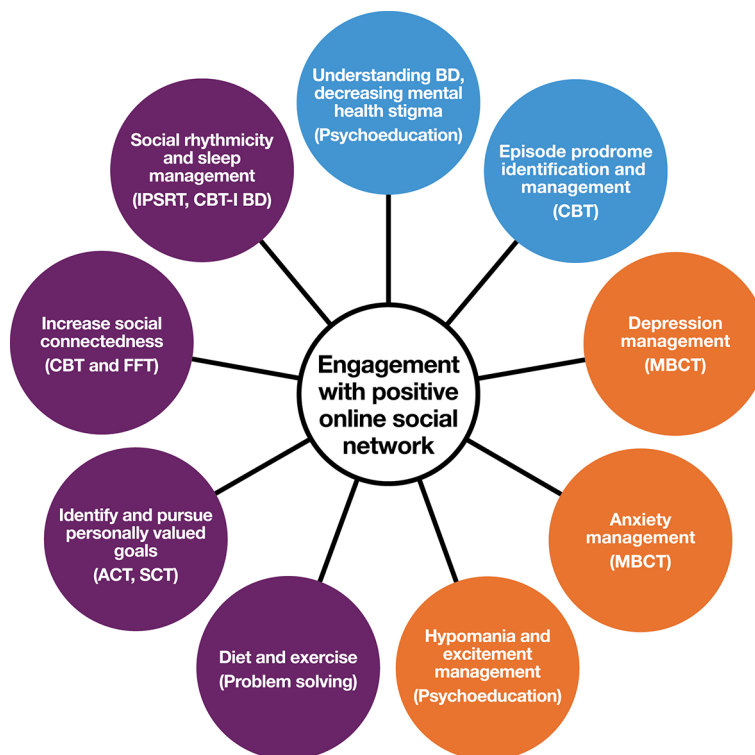 Understanding BD,
decreasing mental
health stigma
(Psychoeducation)
Episode prodrome
identification and
management
(CBT)
Depression
management
(MBCT)
Anxiety
management
(MBCT)
Hypomania and
excitement
management
(Psychoeducation)
Diet and exercise
(Problem solving)
Identify and pursue
personally valued
goals
(ACT, SCT)
Increase social
connectedness
(CBT and FFT)
Social rhythmicity
and sleep
management
(IPSRT, CBT-I BD)
Engagement
with positive
online social
network